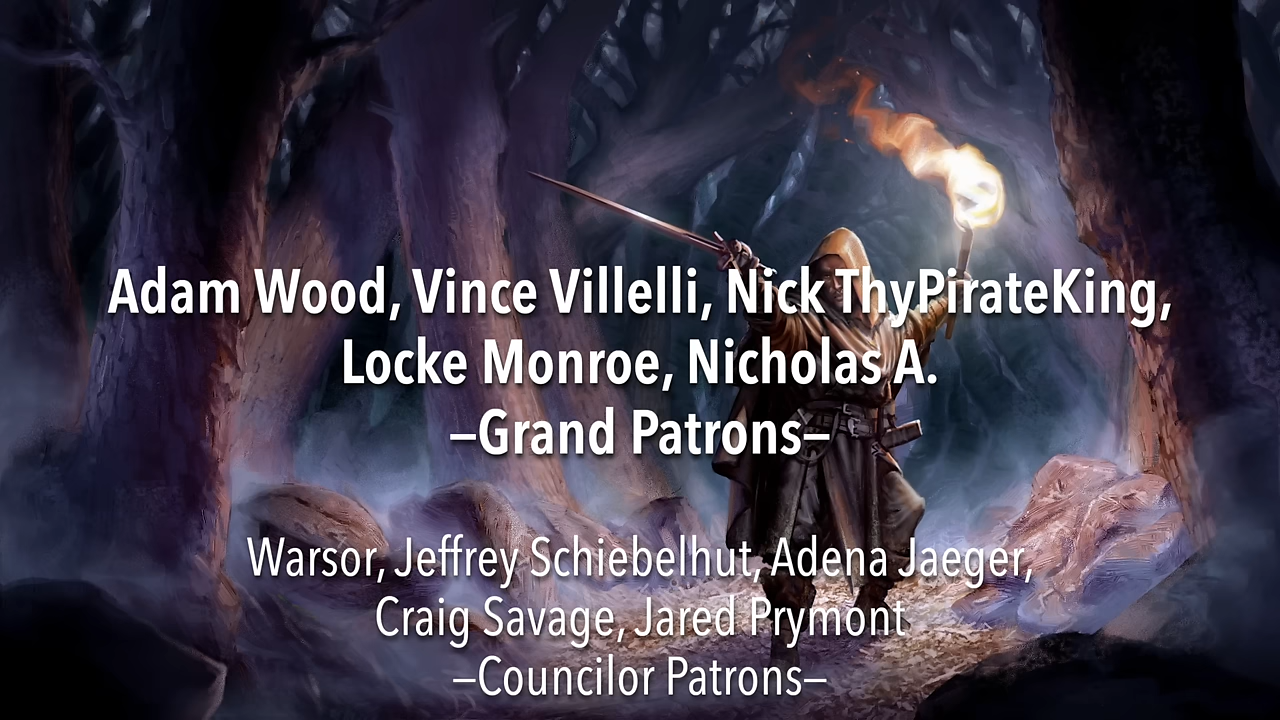 Adam Wood, Vince Villelli, Nick ThyPirateKing,
Locke Monroe, Nicholas A.
–Grand Patrons–
Warsor, Jeffrey Schiebelhut, Adena Jaeger,
Craig Savage, Jared Prymont
–Councilor Patrons–